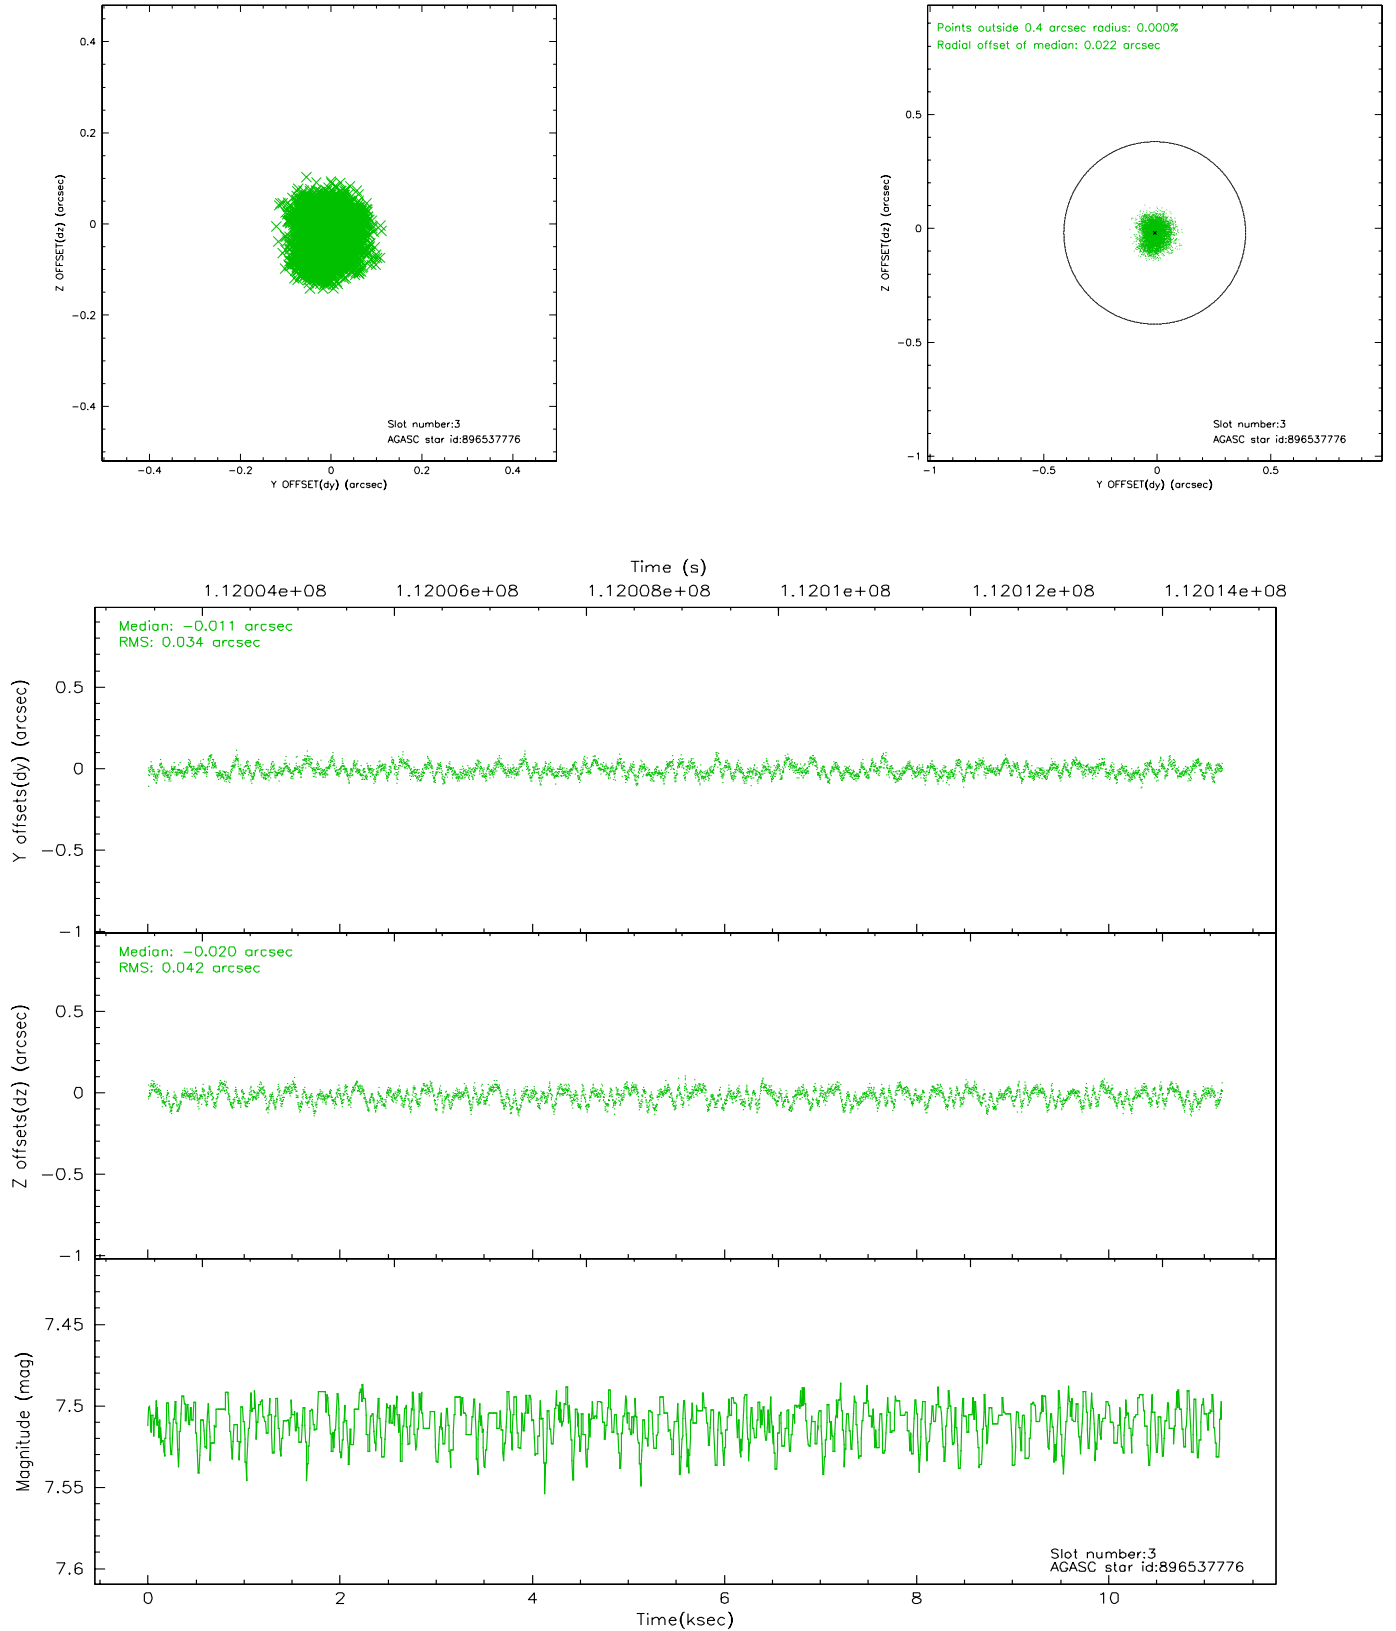 0.4
0.2
0
−0.2
−0.4
Z OFFSET(dz) (arcsec)
Slot number:3
AGASC star id:896537776
−0.4 −0.2 0 0.2 0.4
Y OFFSET(dy) (arcsec)
Points outside 0.4 arcsec radius: 0.000%
Radial offset of median: 0.022 arcsec
0.5
0
−0.5
−1
Z OFFSET(dz) (arcsec)
Slot number:3
AGASC star id:896537776
−1 −0.5 0 0.5
Y OFFSET(dy) (arcsec)
Time (s)
1.12004e+08 1.12006e+08 1.12008e+08 1.1201e+08 1.12012e+08 1.12014e+08
Median: −0.011 arcsec
RMS: 0.034 arcsec
0.5
0
−0.5
−1
Y offsets(dy) (arcsec)
Median: −0.020 arcsec
RMS: 0.042 arcsec
0.5
0
−0.5
−1
Z offsets(dz) (arcsec)
7.45
7.5
7.55
7.6
Magnitude (mag)
Slot number:3
AGASC star id:896537776
0 2 4 6 8 10
Time(ksec)